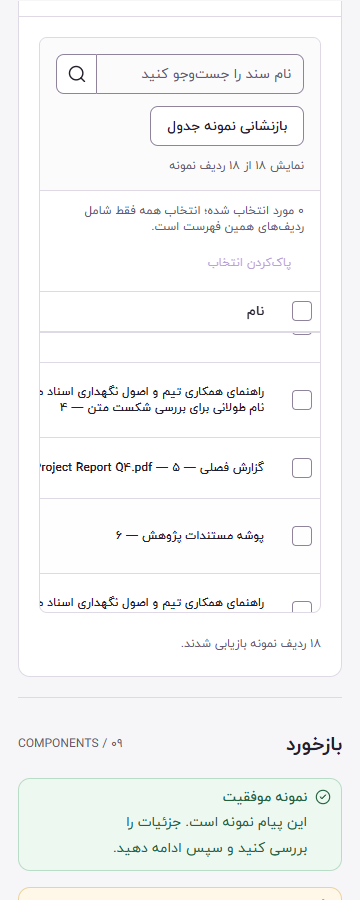 نام سند را جست‌وجو کنید
بازنشانی نمونه جدول
نمایش ۱۸ از ۱۸ ردیف نمونه
۰ مورد انتخاب شده؛ انتخاب همه فقط شامل
ردیف‌های همین فهرست است.
پاک‌کردن انتخاب
نام
راهنمای همکاری تیم و اصول نگهداری اسناد
نام طولانی برای بررسی شکست متن — ۴
گزارش فصلی — Project Report Q۴.pdf — ۵
پوشه مستندات پژوهش — ۶
راهنمای همکاری تیم و اصول نگهداری اسناد
۱۸ ردیف نمونه بازیابی شدند.
بازخورد
COMPONENTS / ۰۹
نمونه موفقیت
این پیام نمونه است. جزئیات را
بررسی کنید و سپس ادامه دهید.